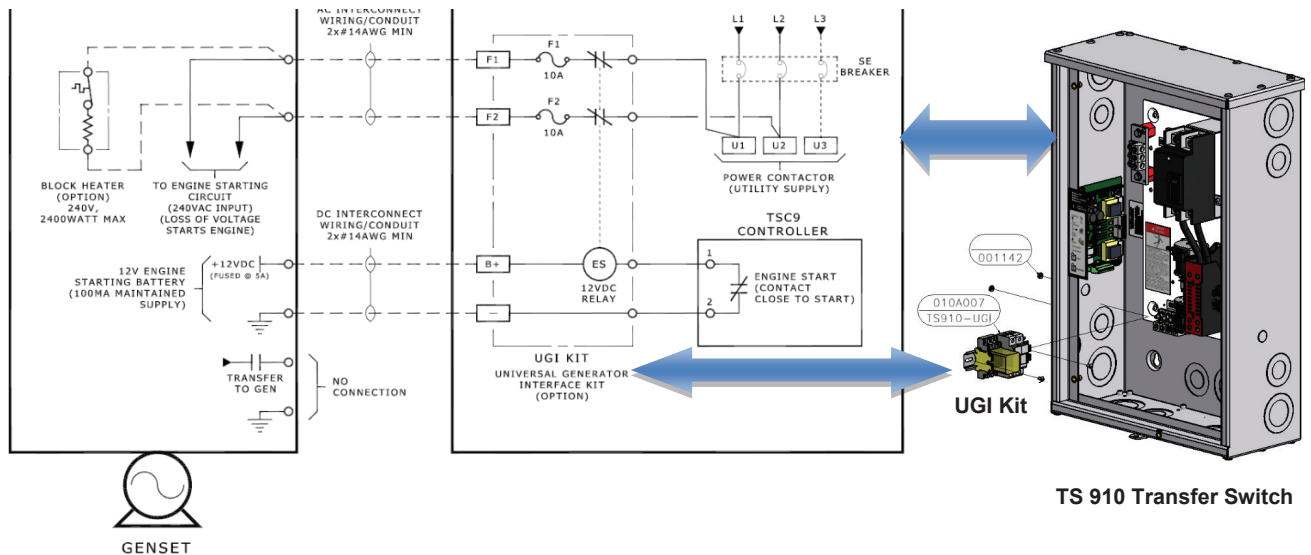 AC INTERCONNECT
WIRING/CONDUIT
2x#14AWG MIN
BLOCK HEATER
(OPTION)
240V,
2400WATT MAX
TO ENGINE STARTING
CIRCUIT
(240VAC INPUT)
(LOSS OF VOLTAGE
STARTS ENGINE)
DC INTERCONNECT
WIRING/CONDUIT
2x#14AWG MIN
12V ENGINE
STARTING BATTERY
(100MA MAINTAINED
SUPPLY)
+12VDC
(FUSED @ 5A)
TRANSFER
TO GEN
NO
CONNECTION
GENSET
F1
F1
10A
F2
F2
10A
B+
ES
12VDC
RELAY
–
UGI KIT
UNIVERSAL GENERATOR
INTERFACE KIT
(OPTION)
L1 L2 L3
SE
BREAKER
U1 U2 U3
POWER CONTACTOR
(UTILITY SUPPLY)
TSC9
CONTROLLER
1
2
ENGINE START
(CONTACT
CLOSE TO START)
001142
010A007
TS910-UGI
UGI Kit
TS 910 Transfer Switch